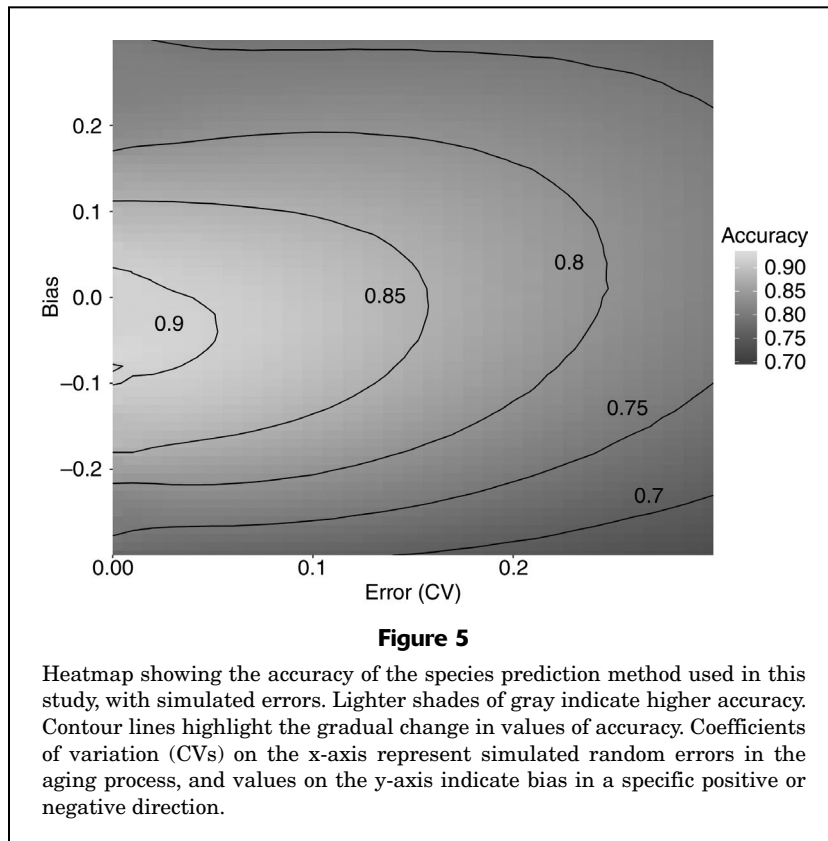 0.2
0.1
0.0
−0.1
−0.2
Bias
0.9
0.85
0.8
0.75
0.7
0.00
0.1
0.2
Error (CV)
Accuracy
0.90
0.85
0.80
0.75
0.70
Figure 5
Heatmap showing the accuracy of the species prediction method used in this
study, with simulated errors. Lighter shades of gray indicate higher accuracy.
Contour lines highlight the gradual change in values of accuracy. Coefficients
of variation (CVs) on the x-axis represent simulated random errors in the
aging process, and values on the y-axis indicate bias in a specific positive or
negative direction.